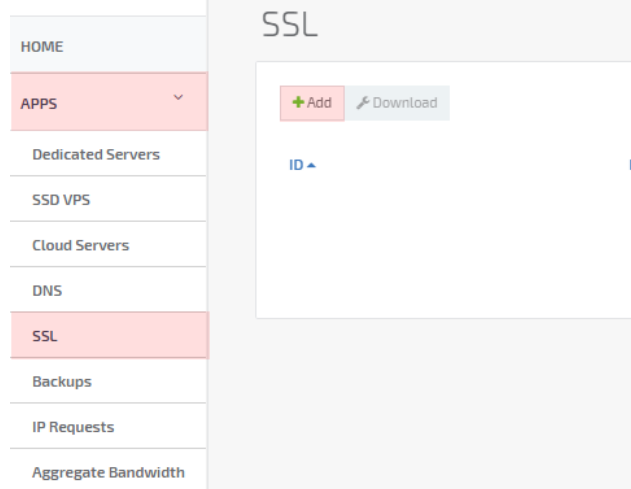 SSL
HOME
APPS
Add
Download
Dedicated Servers
ID
SSD VPS
Cloud Servers
DNS
SSL
Backups
IP Requests
Aggregate Bandwidth